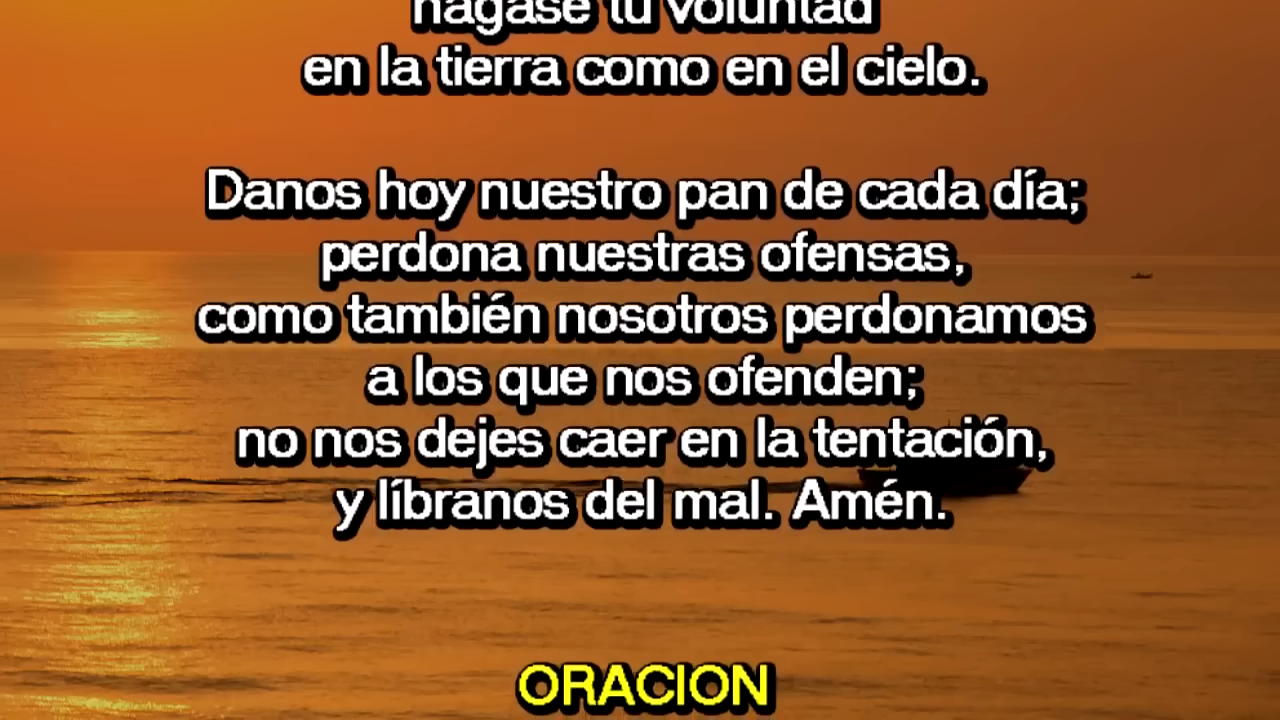 hágase tu voluntad
en la tierra como en el cielo.
Danos hoy nuestro pan de cada día;
perdona nuestras ofensas,
como también nosotros perdonamos
a los que nos ofenden;
no nos dejes caer en la tentación,
y líbranos del mal. Amén.
ORACION